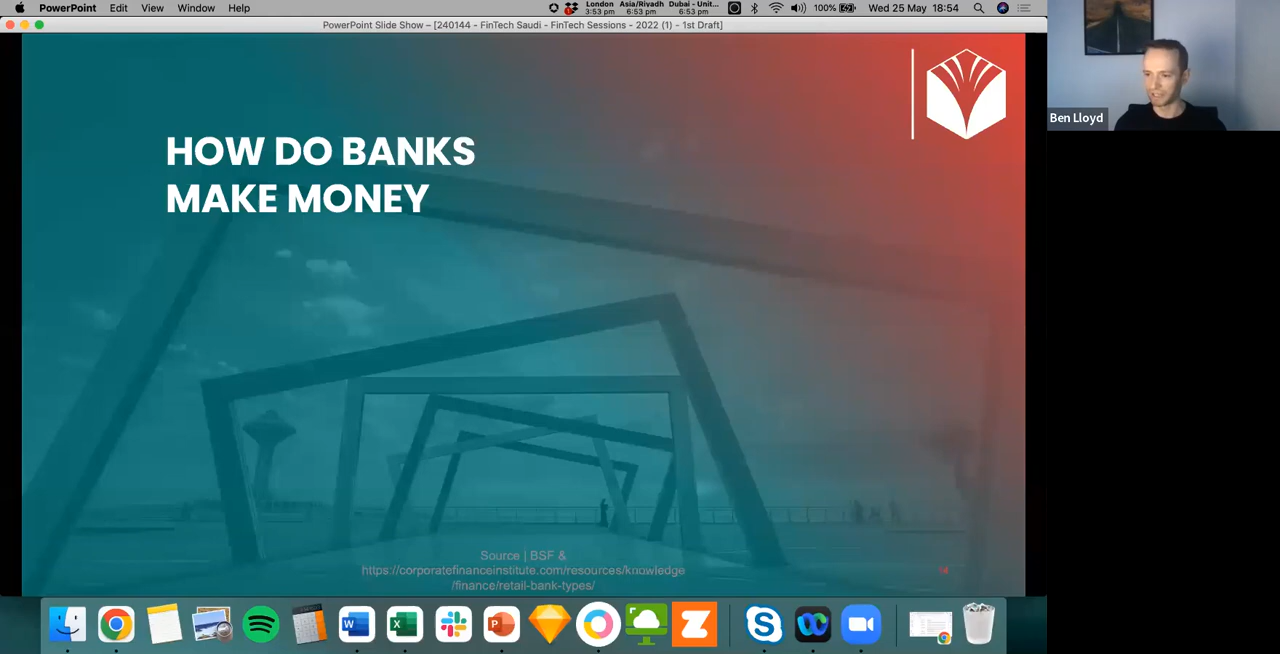 PowerPoint Edit View Window Help
London Asia/Riyadh Dubai - Unit...
3:53 pm 6:53 pm 6:53 pm
100% Wed 25 May 18:54
PowerPoint Slide Show – [240144 - FinTech Saudi - FinTech Sessions - 2022 (1) - 1st Draft]
Ben Lloyd
HOW DO BANKS
MAKE MONEY
Source | BSF &
https://corporatefinanceinstitute.com/resources/knowledge
/finance/retail-bank-types/